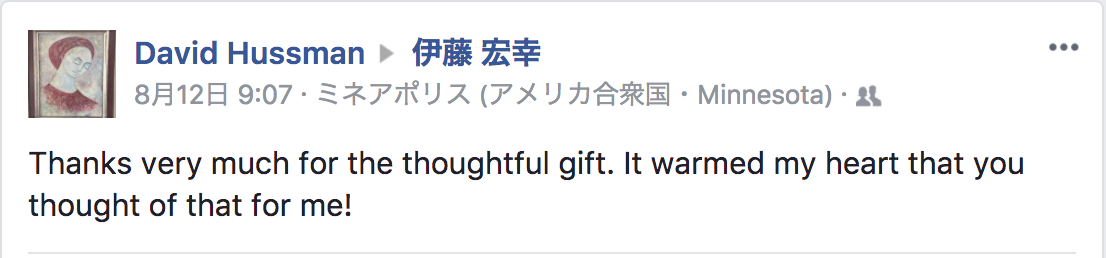 David Hussman ▶ 伊藤 宏幸
8月12日 9:07 · ミネアポリス (アメリカ合衆国・Minnesota) ·
Thanks very much for the thoughtful gift. It warmed my heart that you
thought of that for me!